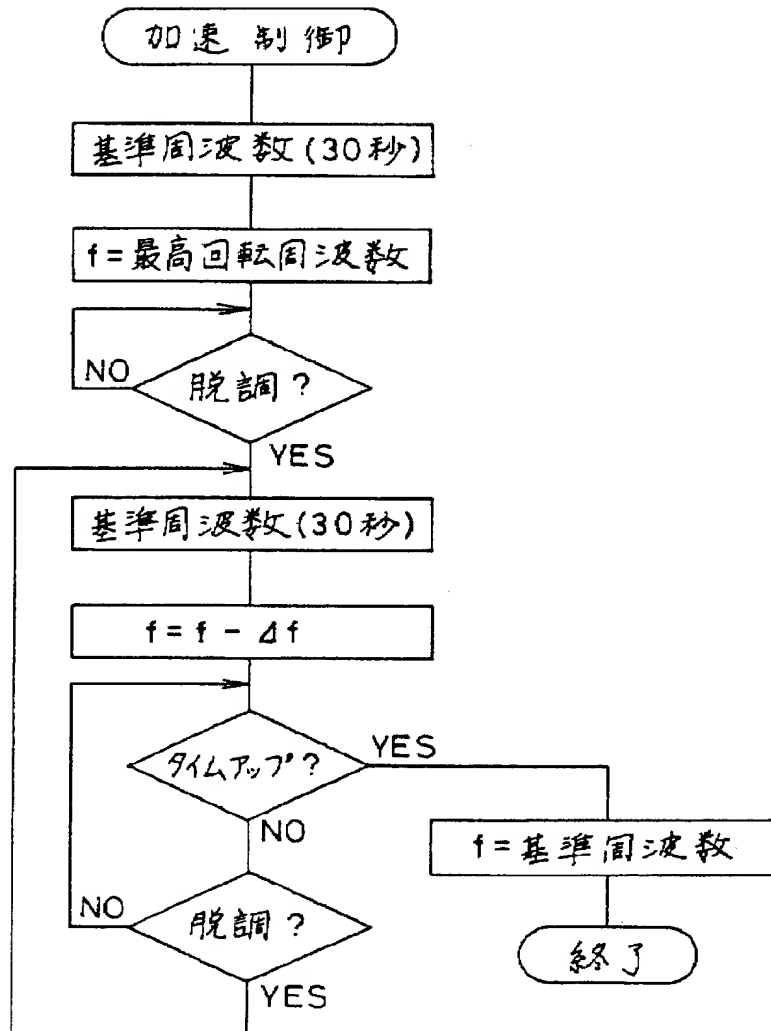 加速 制御
基準周波数(30秒)
f=最高回転周波数
NO
脱調?
YES
基準周波数(30秒)
f=f-Δf
タイムアップ?
YES
NO
f=基準周波数
NO
脱調?
終了
YES